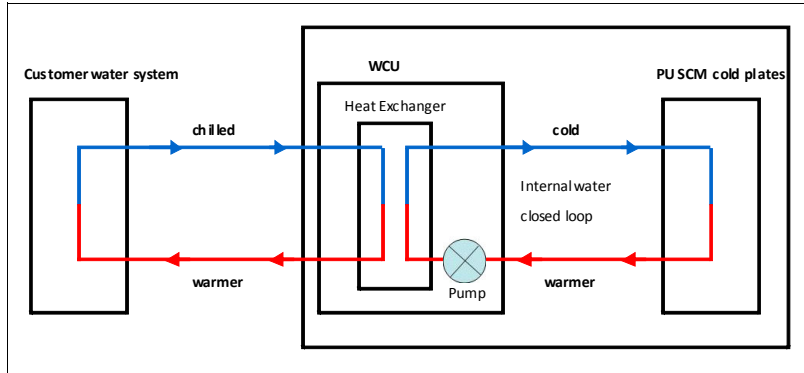 Customer water system
WCU
PU SCM cold plates
Heat Exchanger
chilled
cold
Internal water
closed loop
warmer
Pump
warmer